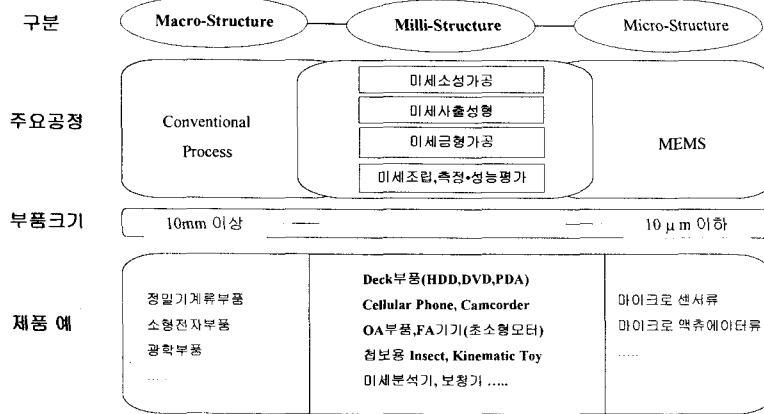 구분
Macro-Structure
Milli-Structure
Micro-Structure
주요공정
Conventional
Process
미세소성가공
미세사출성형
미세금형가공
미세조립,측정•성능평가
MEMS
부품크기
10mm 이상
10 μm 이하
제품 예
정밀기계류부품
소형전자부품
광학부품
.....
Deck부품(HDD,DVD,PDA)
Cellular Phone, Camcorder
OA부품,FA기기(초소형모터)
첩보용 Insect, Kinematic Toy
미세분석기, 보청기 .....
마이크로 센서류
마이크로 액츄에이터류
.....